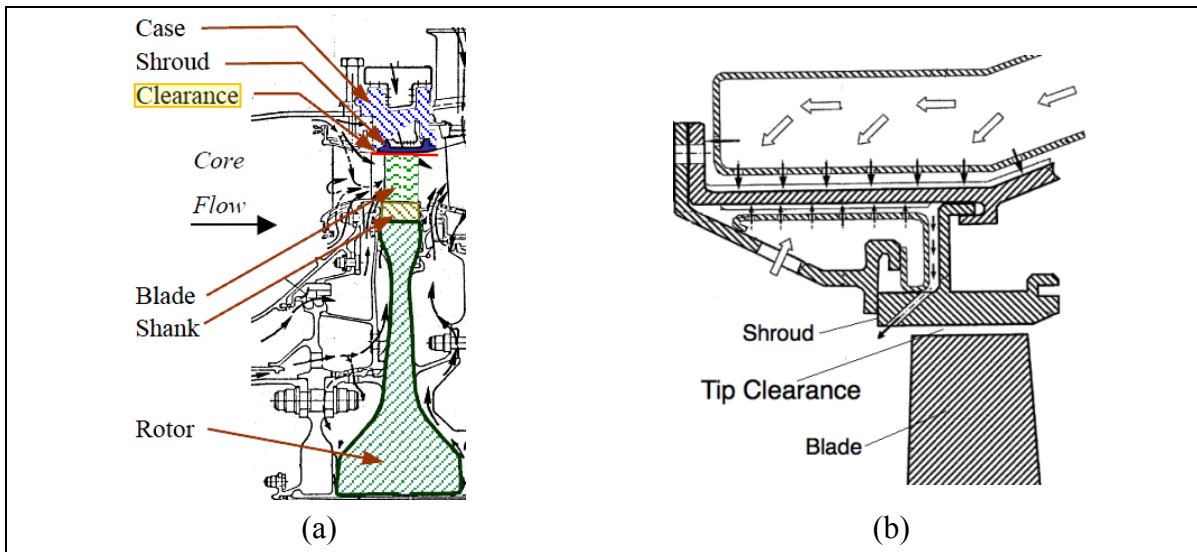 Case
Shroud
Clearance
Core
Flow
Blade
Shank
Rotor
(a)
Shroud
Tip Clearance
Blade
(b)